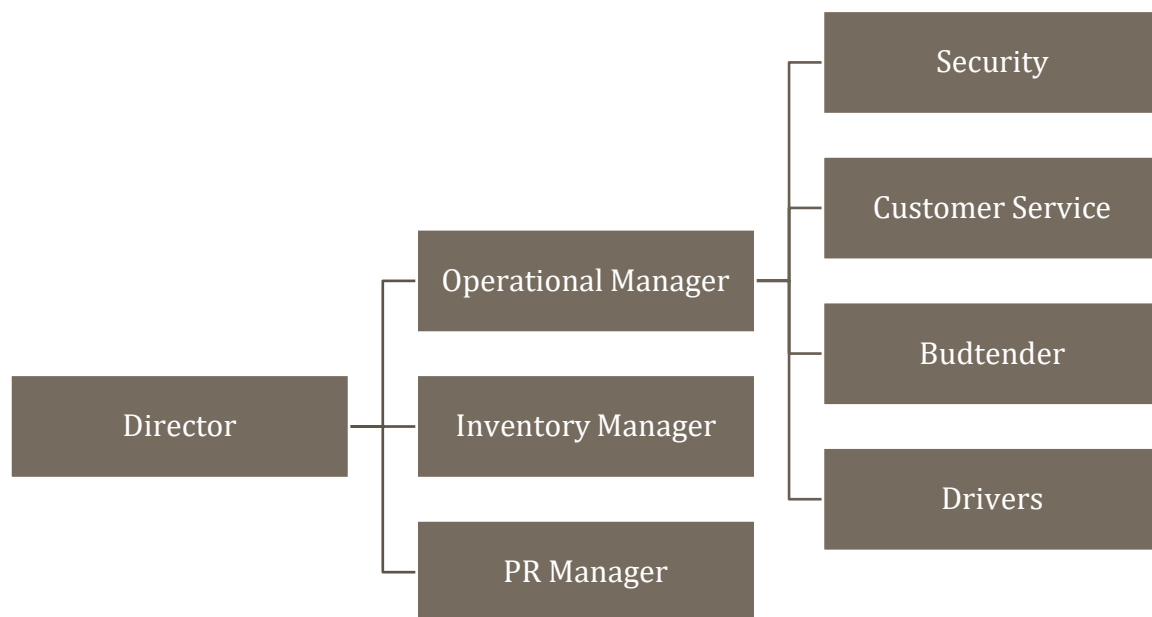 Director
Operational Manager
Inventory Manager
PR Manager
Security
Customer Service
Budtender
Drivers